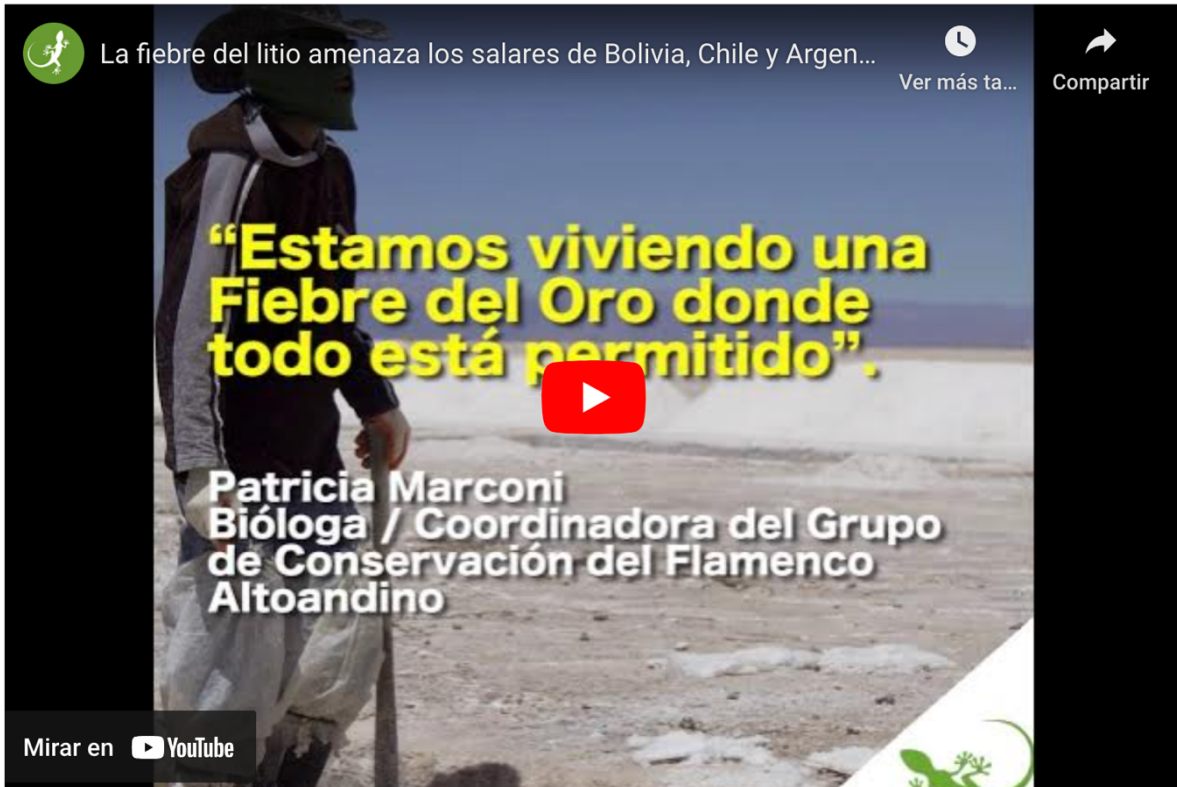 La fiebre del litio amenaza los salares de Bolivia, Chile y Argen...
Ver más ta...
Compartir
“Estamos viviendo una
Fiebre del Oro donde
todo está permitido”.
Patricia Marconi
Bióloga / Coordinadora del Grupo
de Conservación del Flamenco
Altoandino
Mirar en YouTube